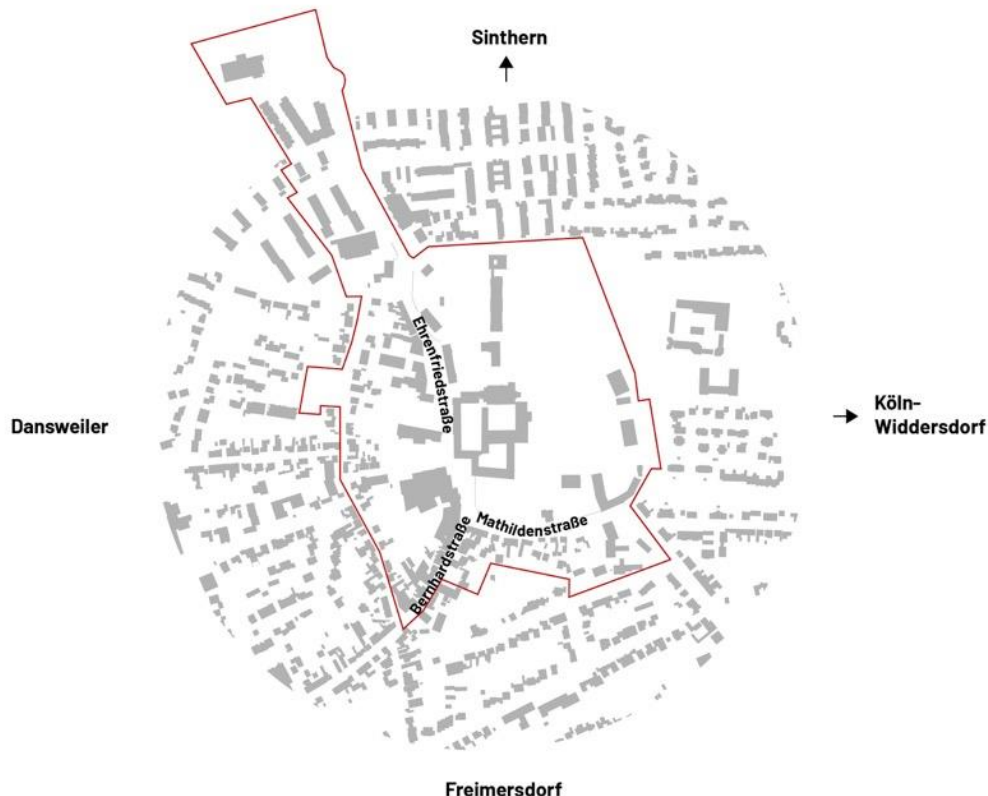 Sinthern
Ehrenfriedstraße
Dansweiler
Köln-
Widdersdorf
Mathildenstraße
Bernhardstraße
Freimersdorf